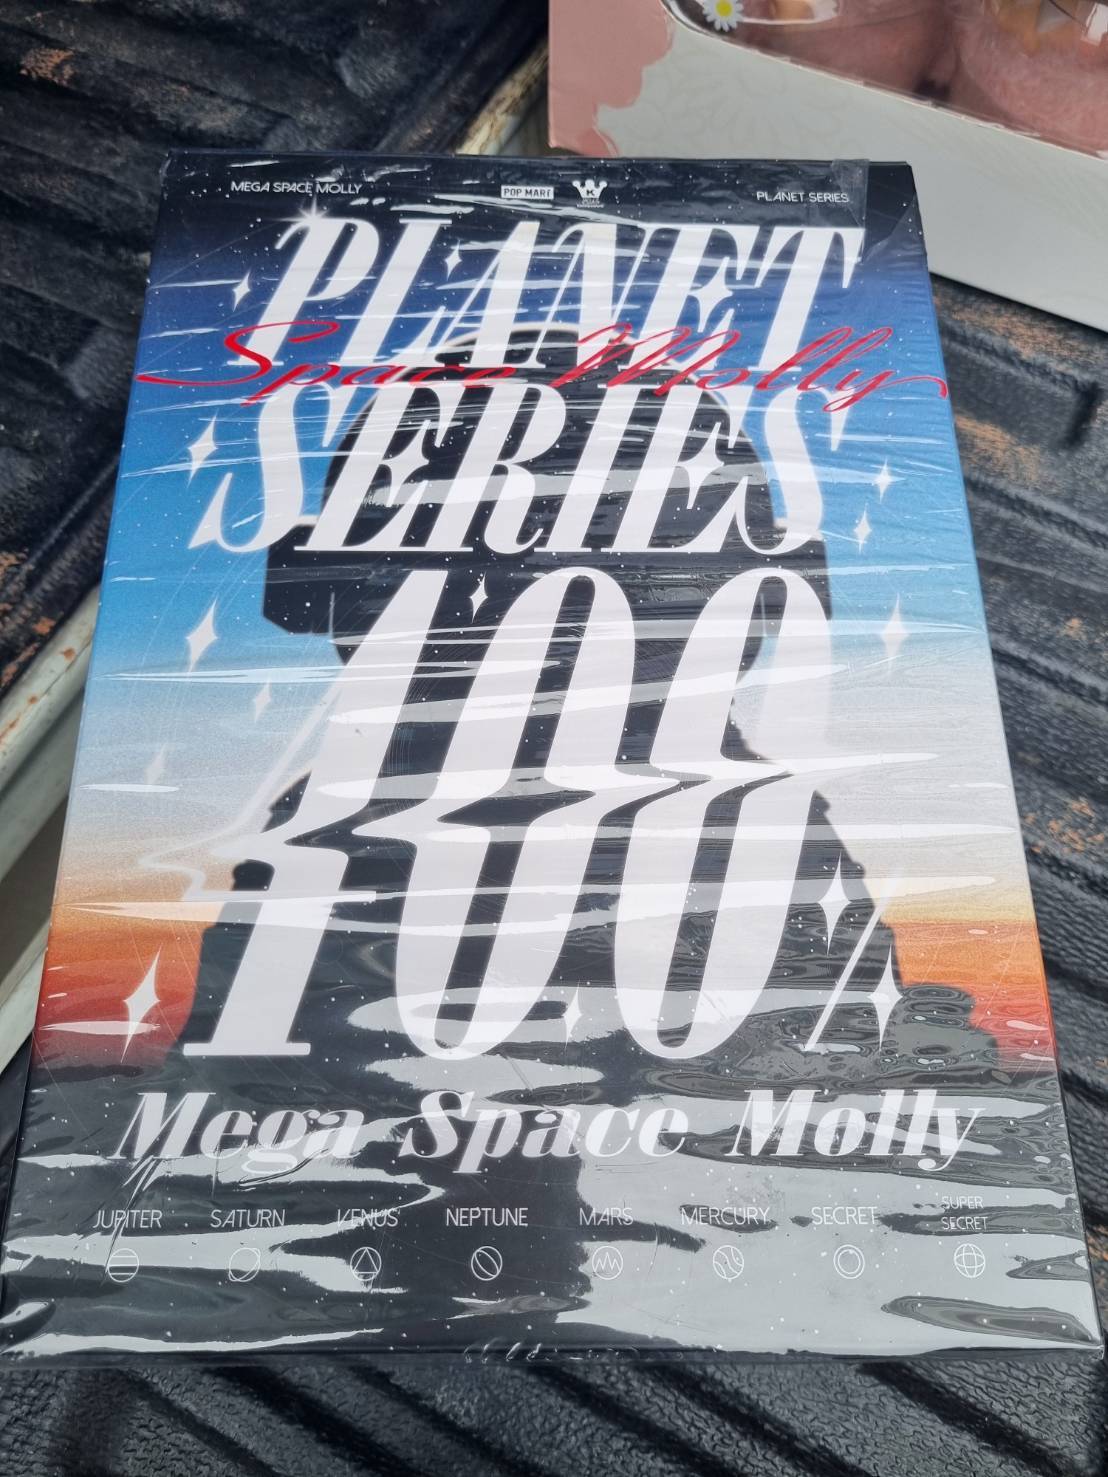 MEGA SPACE MOLLY POP MART PLANET SERIES
PLANET
Space Molly
SERIES
400%
Mega Space Molly
JUPITER SATURN VENUS NEPTUNE MARS MERCURY SECRET SUPER SECRET